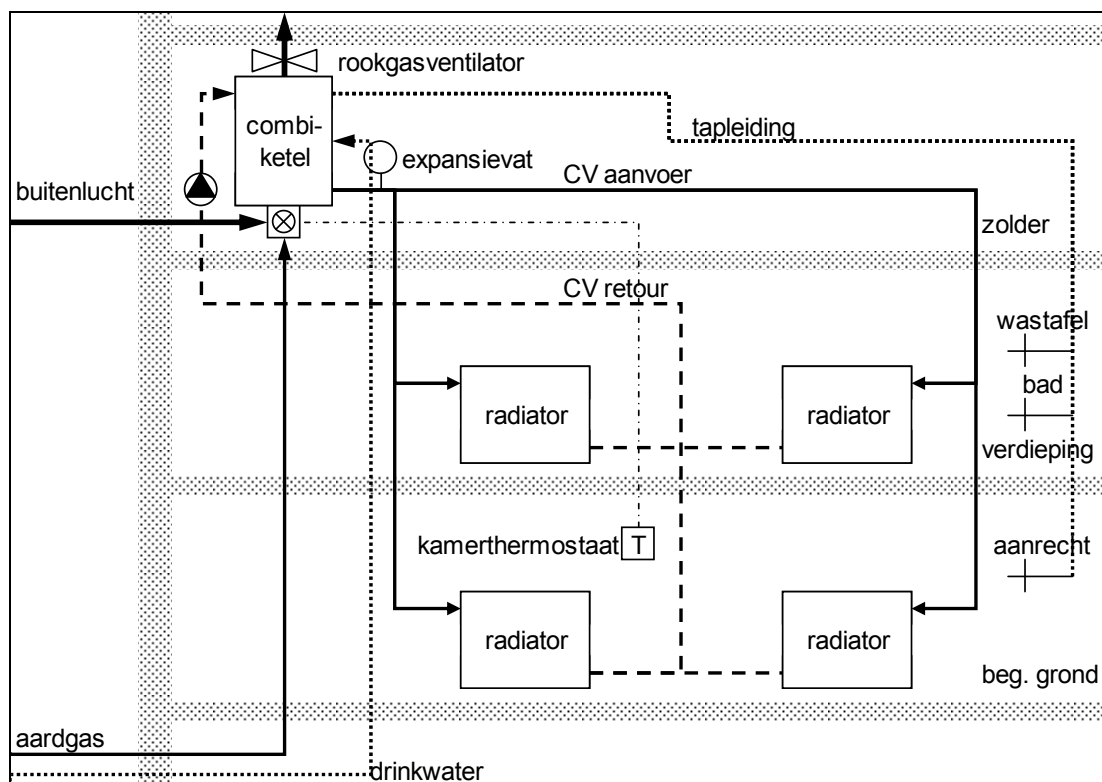 rookgasventilator
combi-
ketel
tapleiding
expansievat
CV aanvoer
buitenlucht
zolder
CV retour
wastafel
radiator
radiator
bad
verdieping
kamerthermostaat T
aanrecht
radiator
radiator
beg. grond
aardgas
drinkwater